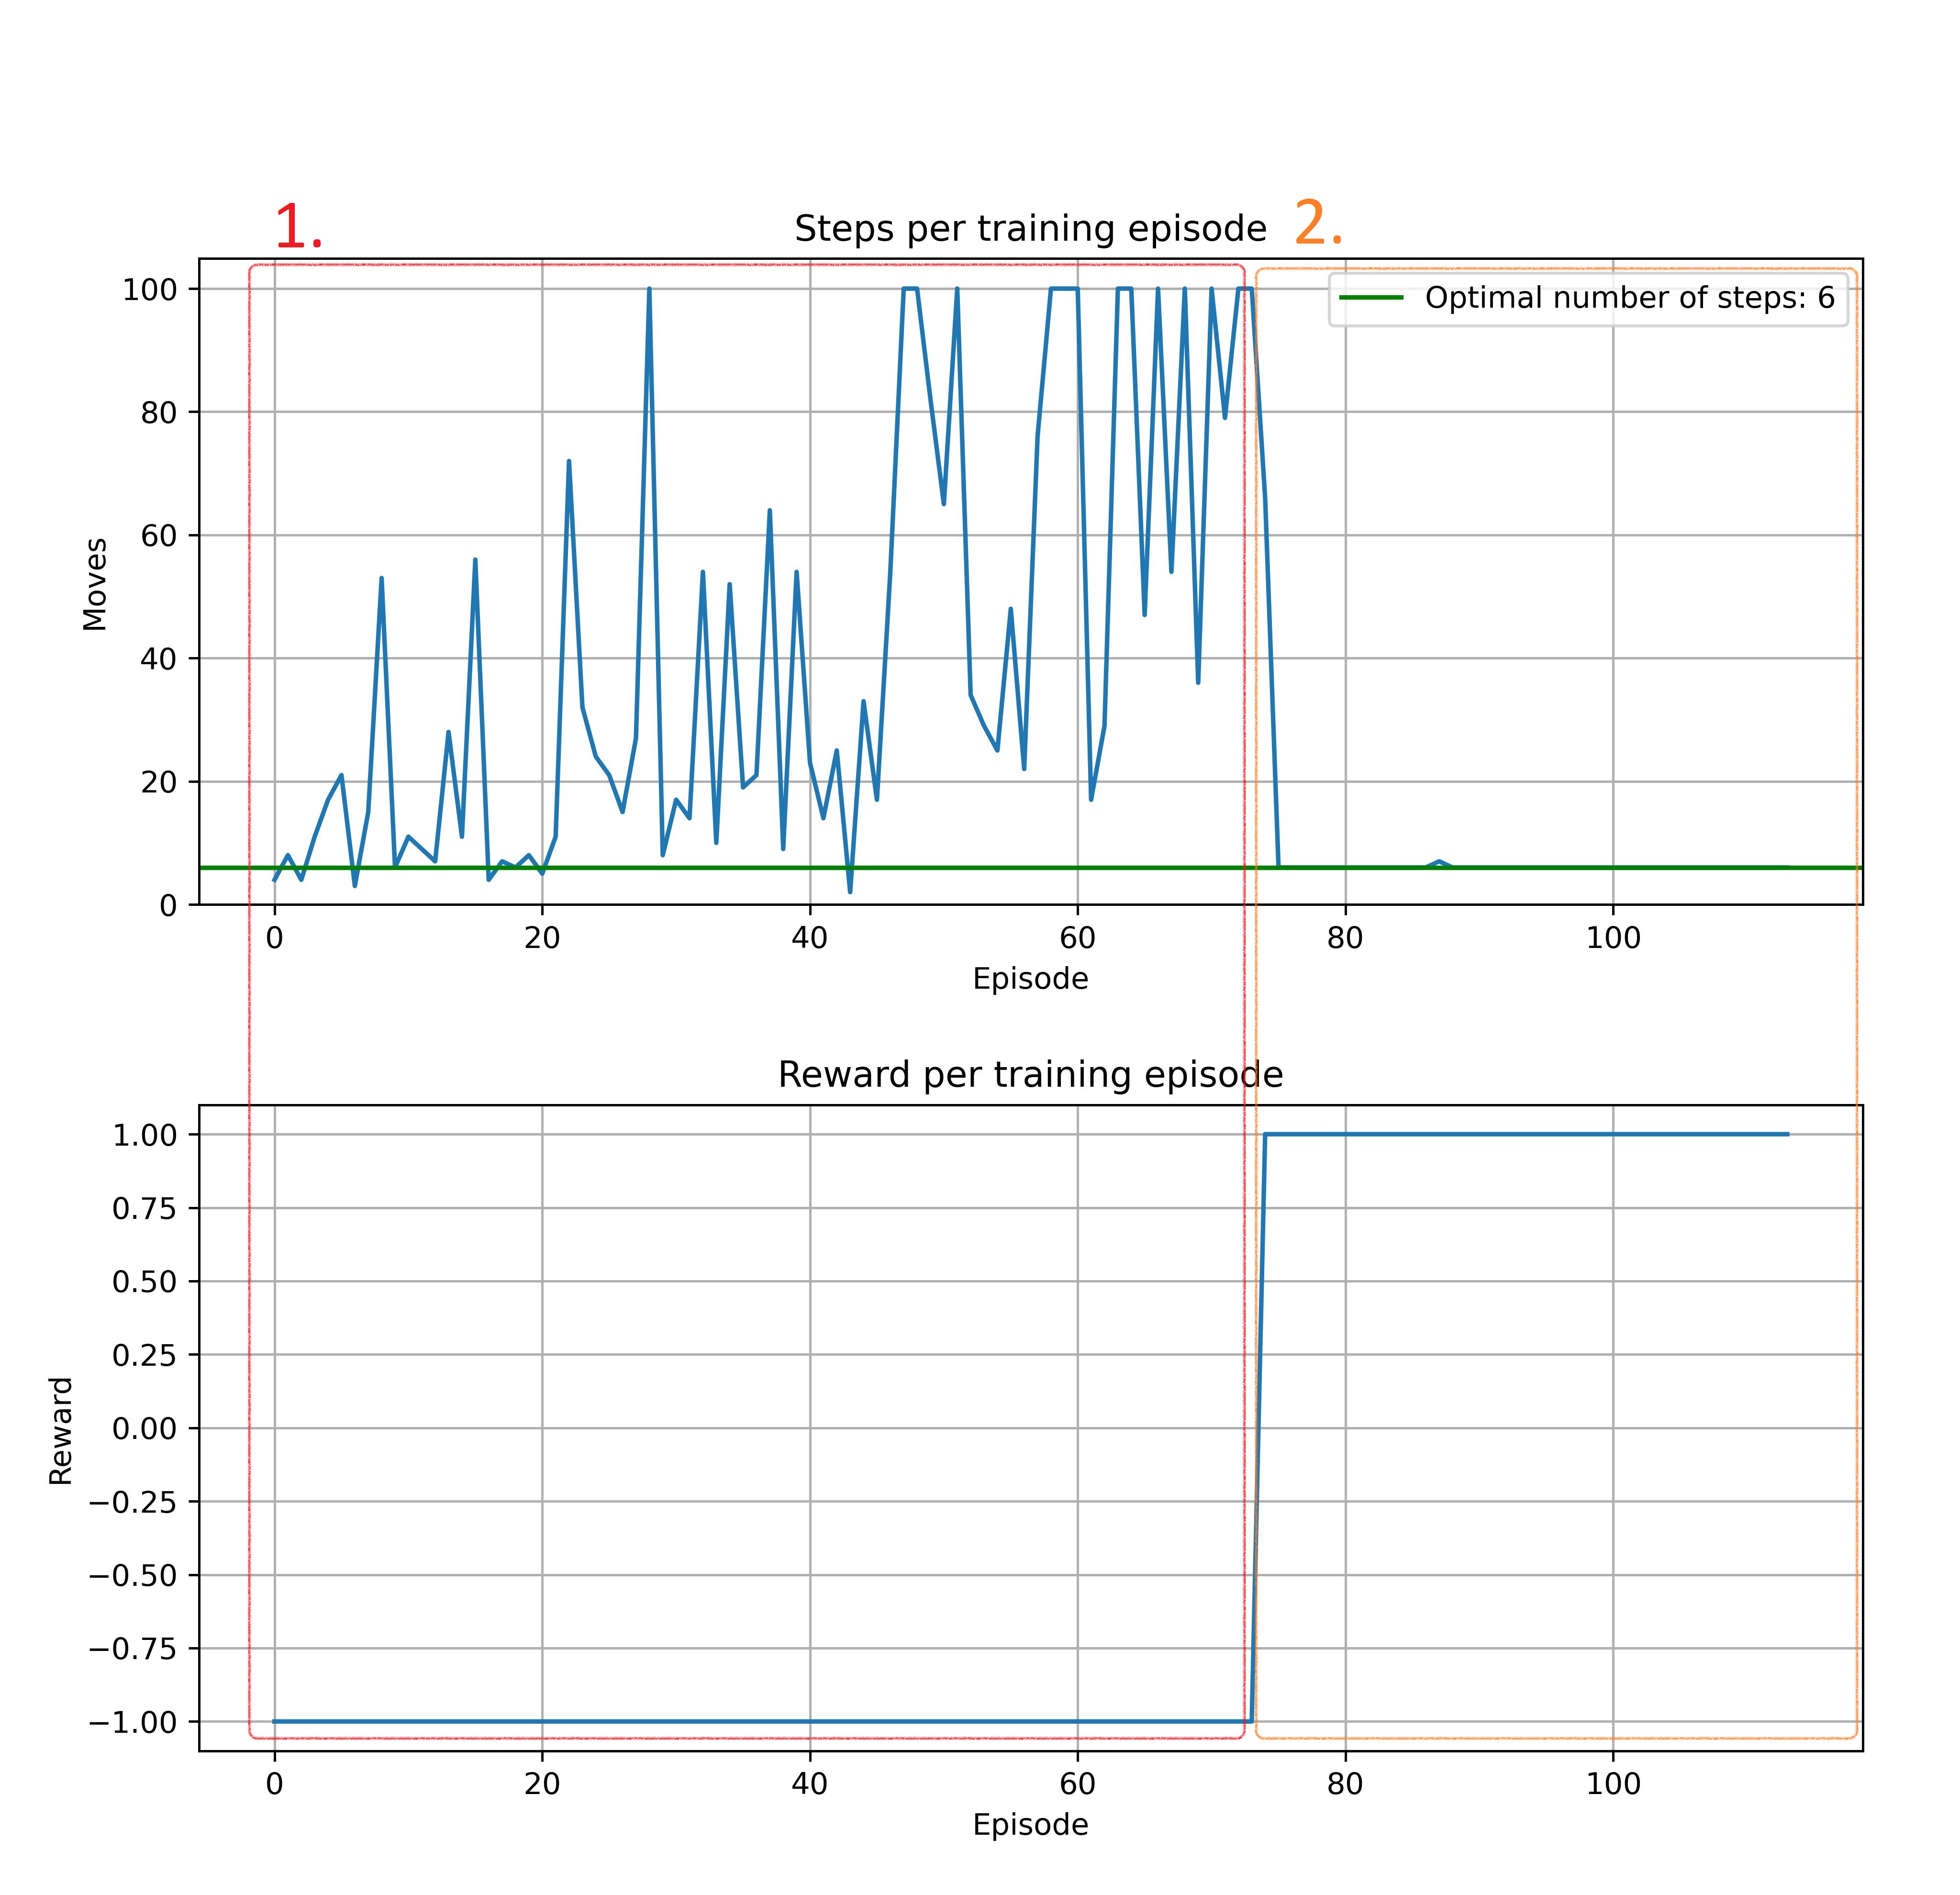 1.
Steps per training episode
2.
Optimal number of steps: 6
100
80
60
40
20
0
Moves
0 20 40 60 80 100
Episode
Reward per training episode
1.00
0.75
0.50
0.25
0.00
−0.25
−0.50
−0.75
−1.00
Reward
0 20 40 60 80 100
Episode